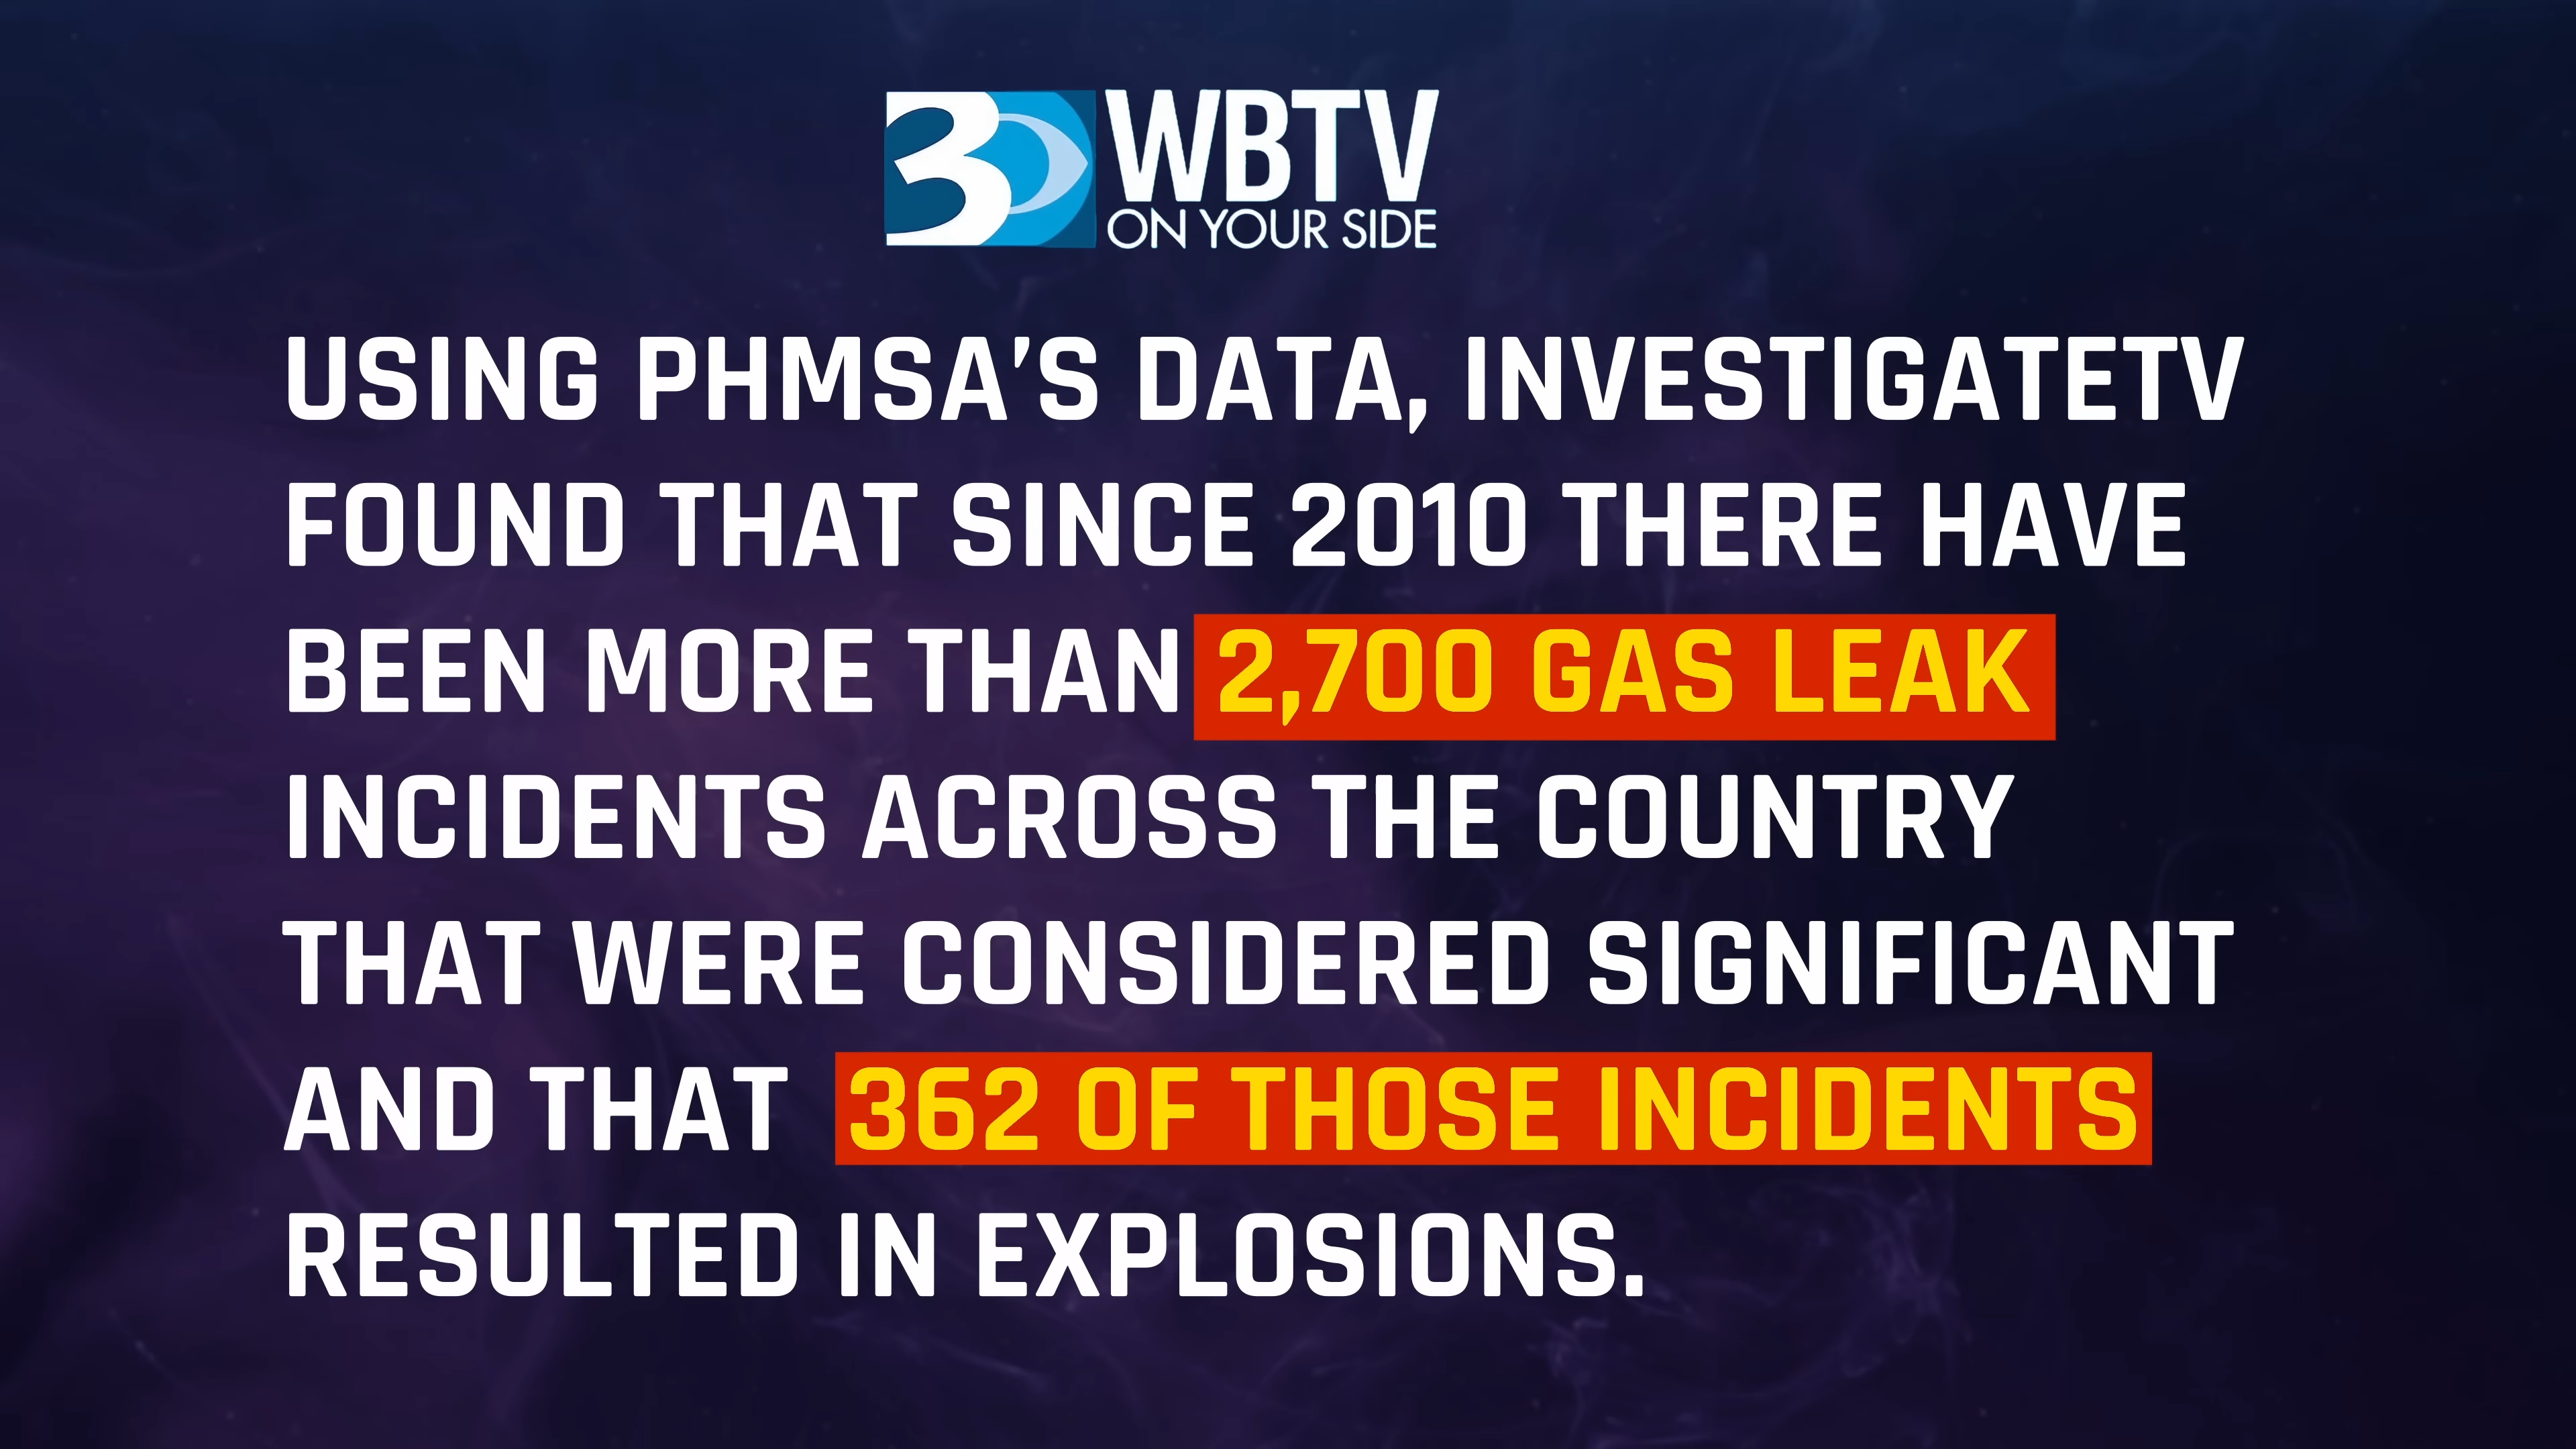 3 WBTV
ON YOUR SIDE
USING PHMSA’S DATA, INVESTIGATETV
FOUND THAT SINCE 2010 THERE HAVE
BEEN MORE THAN 2,700 GAS LEAK
INCIDENTS ACROSS THE COUNTRY
THAT WERE CONSIDERED SIGNIFICANT
AND THAT 362 OF THOSE INCIDENTS
RESULTED IN EXPLOSIONS.